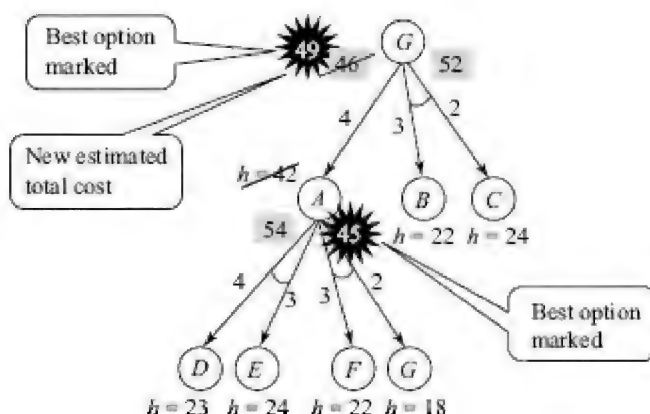 Best option
marked
49
46
G
52
4
3
2
New estimated
total cost
h = 42
A
B
C
h = 22
h = 24
54
45
4
3
3
2
Best option
marked
D
E
F
G
h = 23
h = 24
h = 22
h = 18